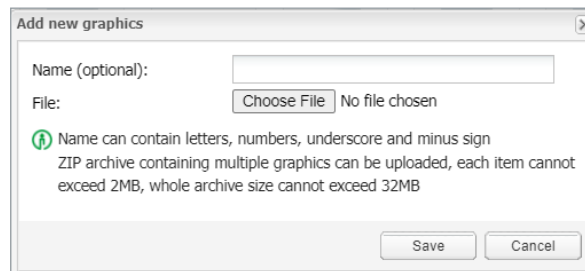 Add new graphics
Name (optional):
File: Choose File No file chosen
Name can contain letters, numbers, underscore and minus sign
ZIP archive containing multiple graphics can be uploaded, each item cannot
exceed 2MB, whole archive size cannot exceed 32MB
Save Cancel